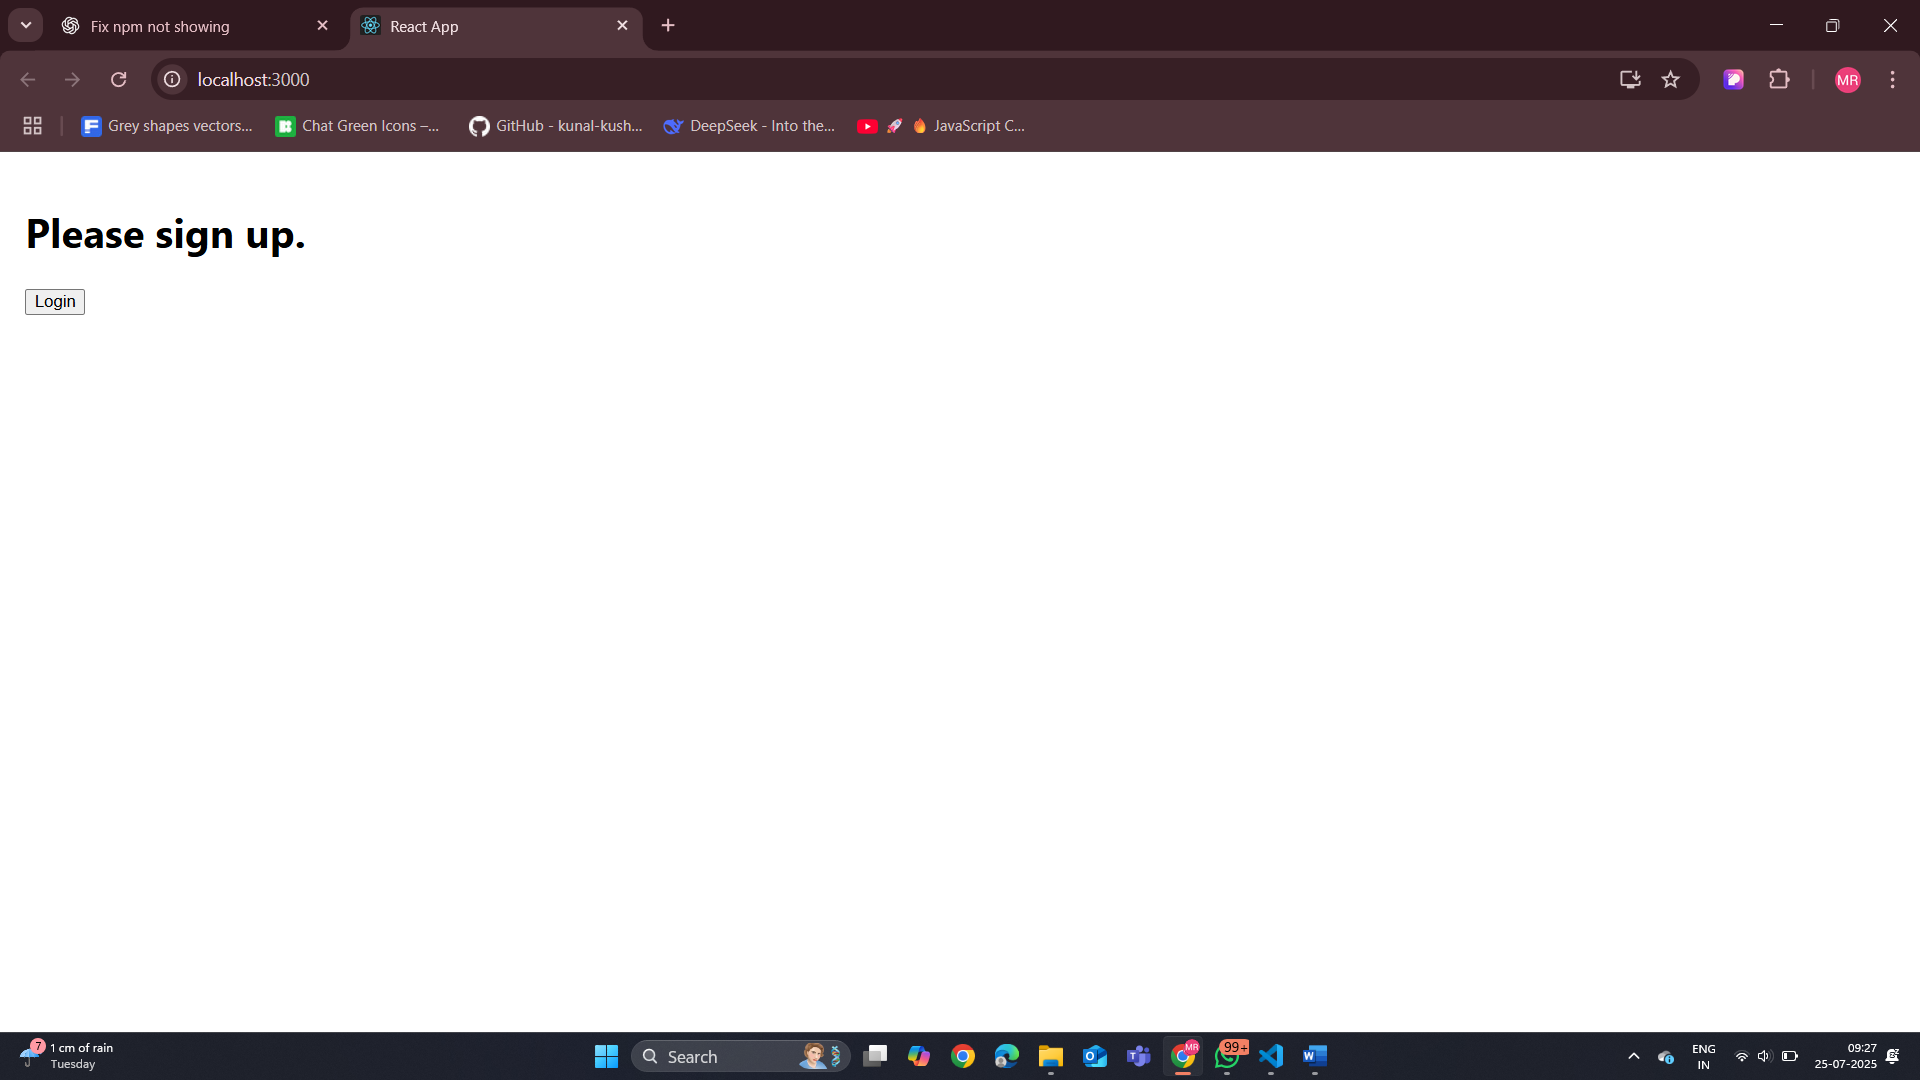 Fix npm not showing
React App
localhost:3000
MR
Grey shapes vectors...
Chat Green Icons –...
GitHub - kunal-kush...
DeepSeek - Into the...
JavaScript C...
Please sign up.
Login
7
1 cm of rain
Tuesday
Search
MR
99+
ENG
IN
09:27
25-07-2025